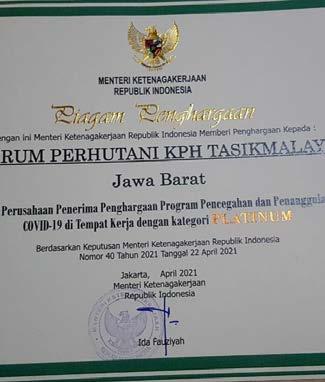 MENTERI KETENAGAKERJAAN
REPUBLIK INDONESIA
Piagam Penghargaan
engan ini Menteri Ketenagakerjaan Republik Indonesia Memberi Penghargaan Kepada :
RUM PERHUTANI KPH TASIKMALAY
Jawa Barat
Perusahaan Penerima Penghargaan Program Pencegahan dan Penanggula
COVID-19 di Tempat Kerja dengan kategori PLATINUM
Berdasarkan Keputusan Menteri Ketenagakerjaan Republik Indonesia
Nomor 40 Tahun 2021 Tanggal 22 April 2021
Jakarta, April 2021
Menteri Ketenagakerjaan
Republik Indonesia
Ida Fauziyah